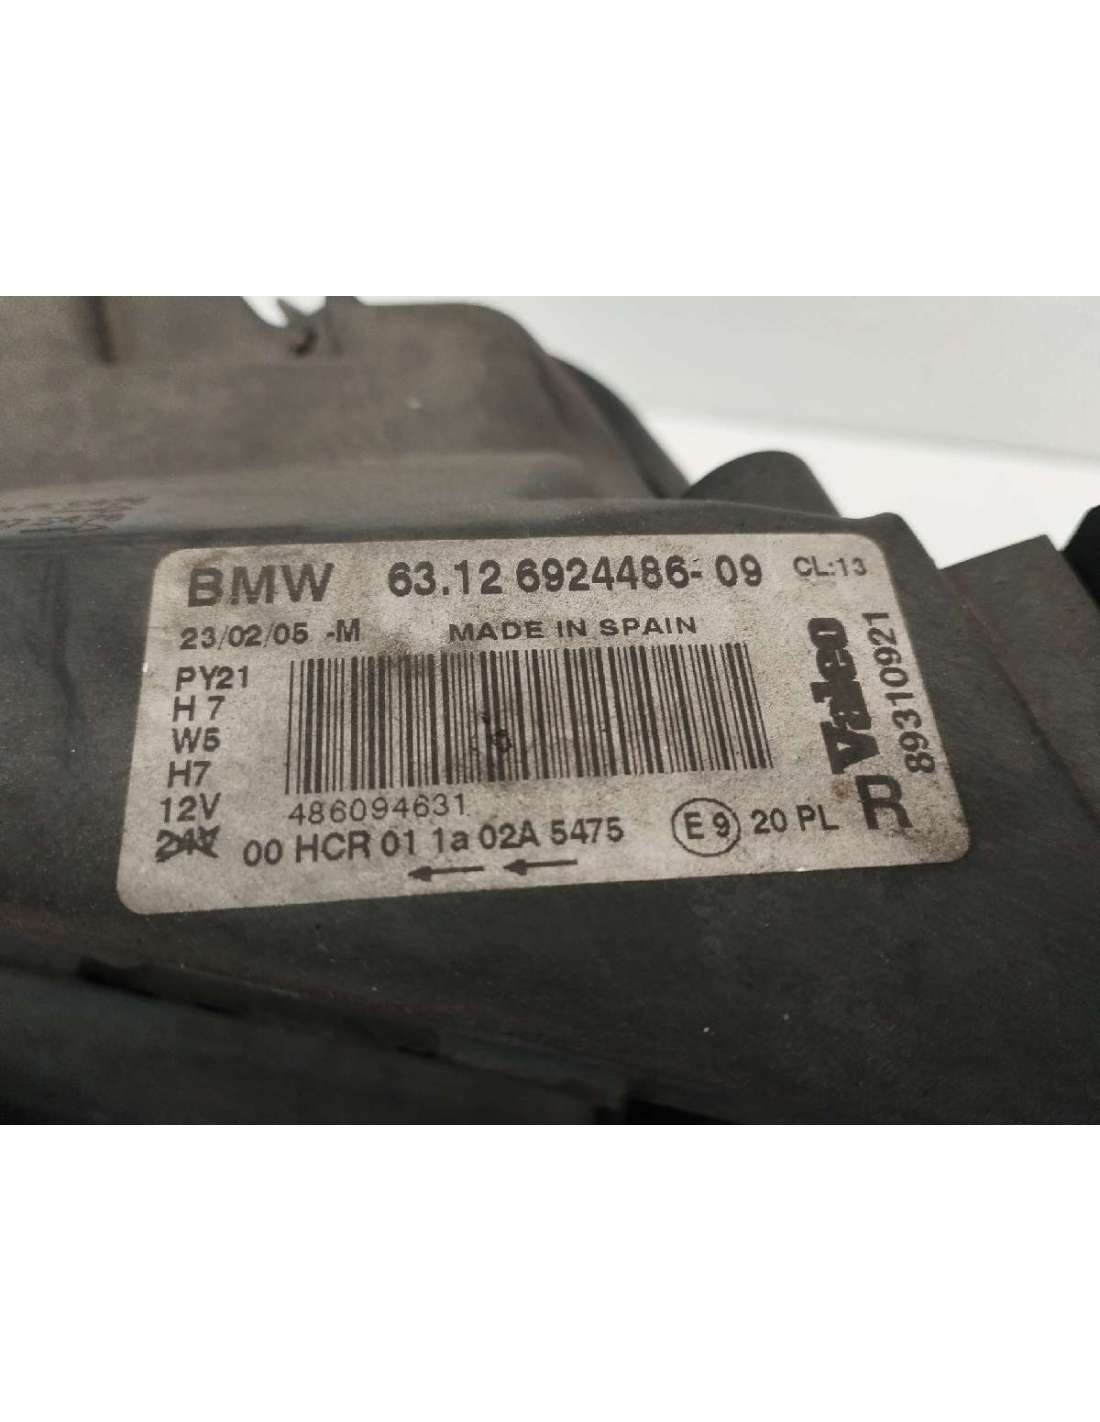 BMW 63.12 6924486-09 CL:13
23/02/05 -M MADE IN SPAIN
PY21
H7
W5
H7
12V
24V
486094631
00 HCR 01 1a 02A 5475
E9 20 PL R
Valeo
89310921